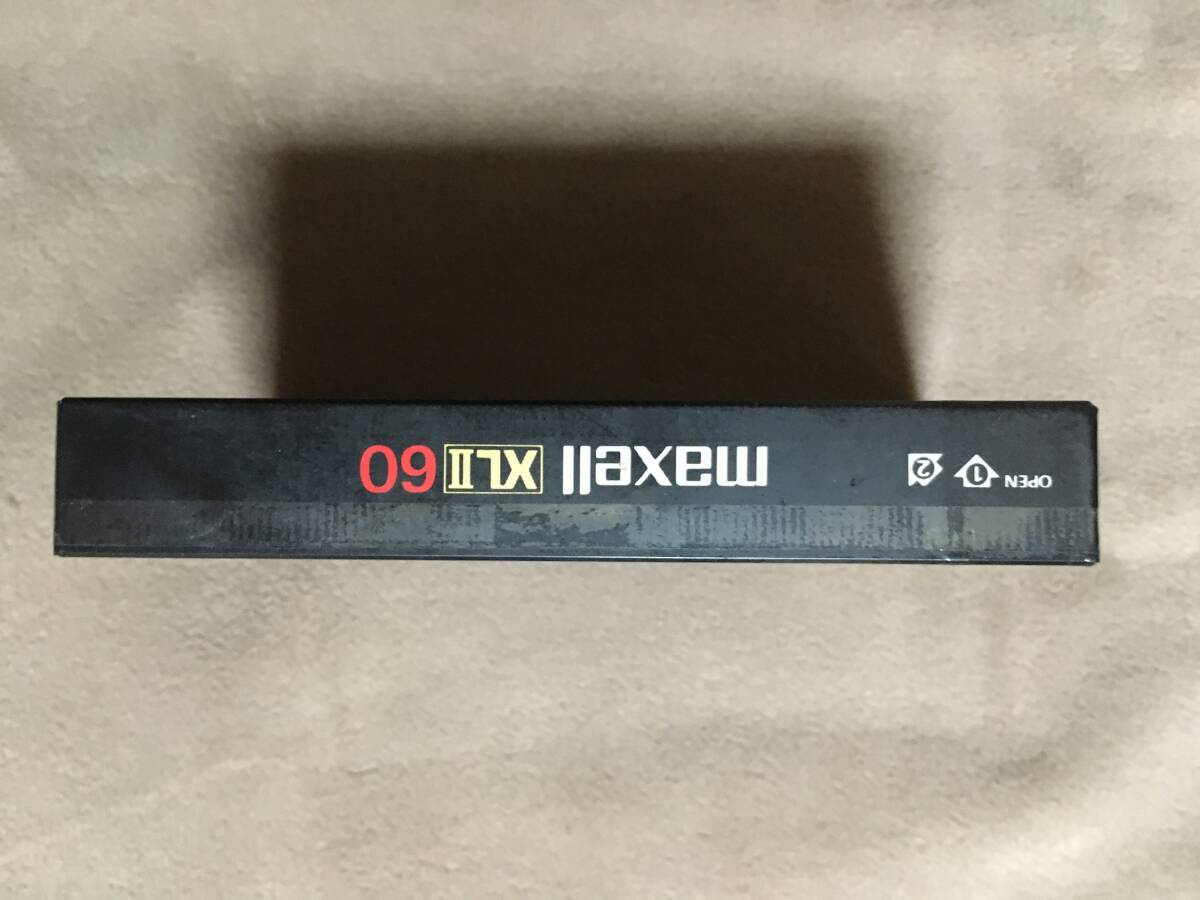 OPEN 1 2 maxell XLII 60